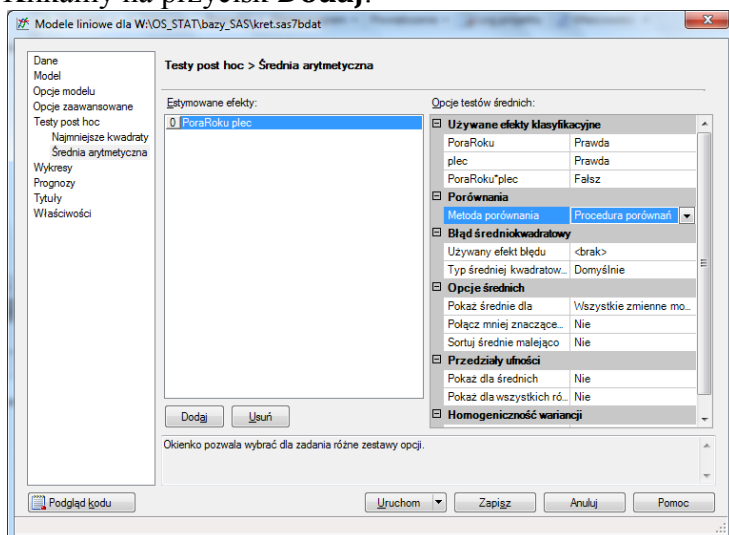 Klikamy na przycisk Dodaj.
Modele liniowe dla W:\OS_STAT\bazy_SAS\kret.sas7bdat
Dane
Model
Opcje modelu
Opcje zaawansowane
Testy post hoc
Najmniejsze kwadraty
Średnia arytmetyczna
Wykresy
Prognozy
Tytuły
Właściwości
Testy post hoc > Średnia arytmetyczna
Estymowane efekty:
0 PoraRoku plec
Dodaj Usuń
Opcje testów średnich:
Używane efekty klasyfikacyjne
PoraRoku Prawda
plec Prawda
PoraRoku*plec Fałsz
Porównania
Metoda porównania Procedura porównań
Błąd średniokwadratowy
Używany efekt błędu <brak>
Typ średniej kwadratow... Domyślnie
Opcje średnich
Pokaż średnie dla Wszystkie zmienne mo...
Połącz mniej znaczące... Nie
Sortuj średnie malejąco Nie
Przedziały ufności
Pokaż dla średnich Nie
Pokaż dla wszystkich ró... Nie
Homogeniczność wariancji
Okienko pozwala wybrać dla zadania różne zestawy opcji.
Podgląd kodu Uruchom Zapisz Anuluj Pomoc